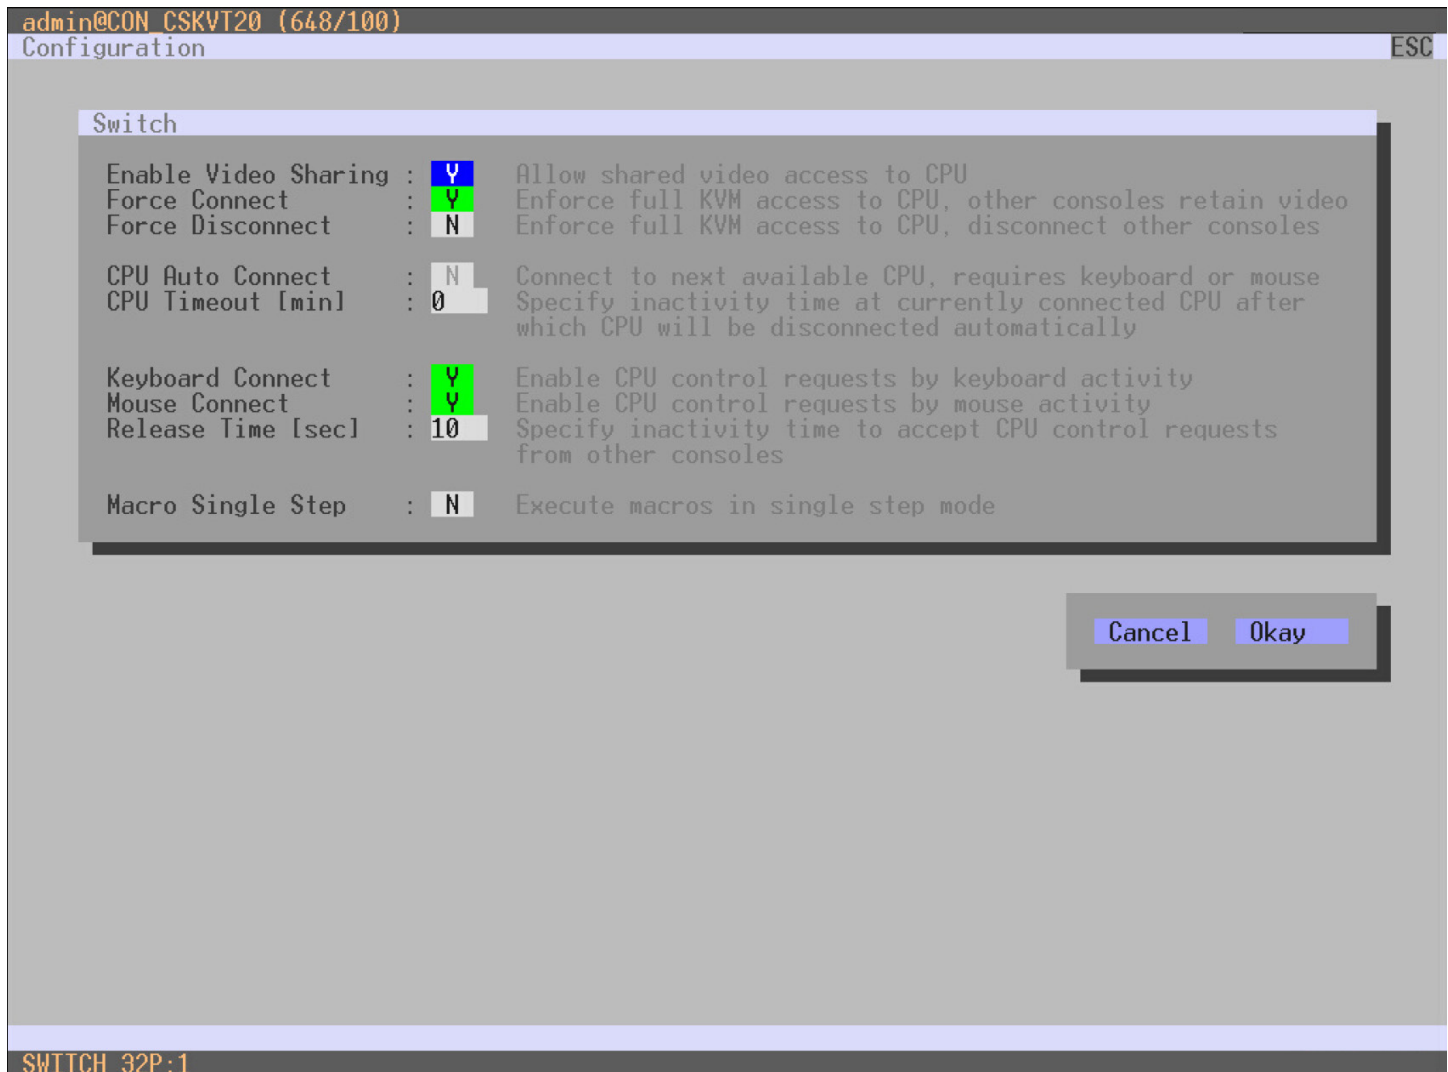 admin@CON_CSKVT20 (648/100)
Configuration ESC
Switch
Enable Video Sharing : Y Allow shared video access to CPU
Force Connect : Y Enforce full KVM access to CPU, other consoles retain video
Force Disconnect : N Enforce full KVM access to CPU, disconnect other consoles
CPU Auto Connect : N Connect to next available CPU, requires keyboard or mouse
CPU Timeout [min] : 0 Specify inactivity time at currently connected CPU after
which CPU will be disconnected automatically
Keyboard Connect : Y Enable CPU control requests by keyboard activity
Mouse Connect : Y Enable CPU control requests by mouse activity
Release Time [sec] : 10 Specify inactivity time to accept CPU control requests
from other consoles
Macro Single Step : N Execute macros in single step mode
Cancel Okay
SWITCH_32P:1